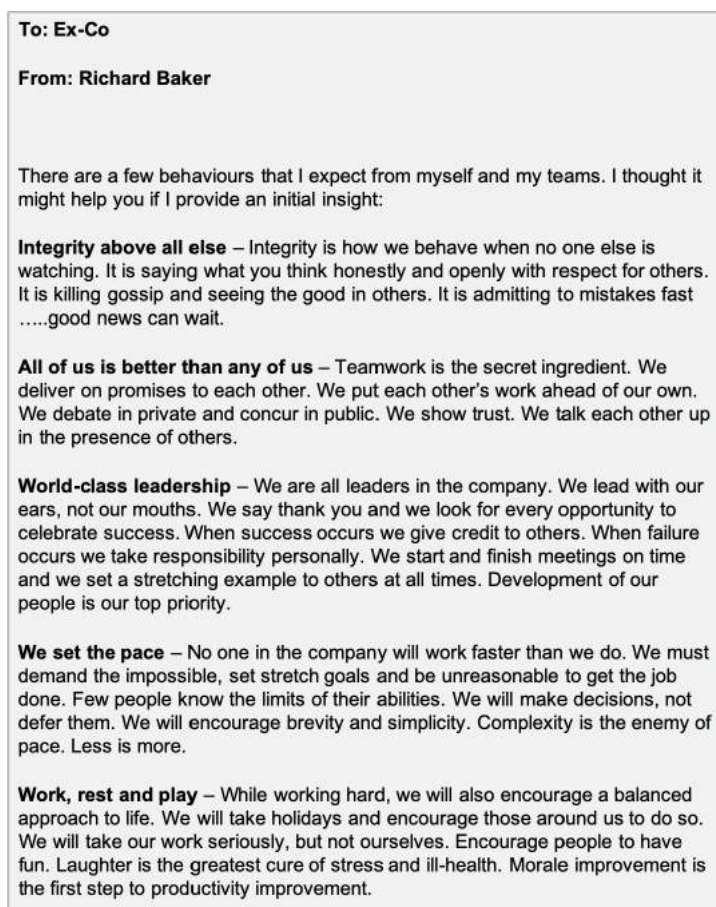 To: Ex-Co
From: Richard Baker
There are a few behaviours that I expect from myself and my teams. I thought it
might help you if I provide an initial insight:
Integrity above all else – Integrity is how we behave when no one else is
watching. It is saying what you think honestly and openly with respect for others.
It is killing gossip and seeing the good in others. It is admitting to mistakes fast
…..good news can wait.
All of us is better than any of us – Teamwork is the secret ingredient. We
deliver on promises to each other. We put each other's work ahead of our own.
We debate in private and concur in public. We show trust. We talk each other up
in the presence of others.
World-class leadership – We are all leaders in the company. We lead with our
ears, not our mouths. We say thank you and we look for every opportunity to
celebrate success. When success occurs we give credit to others. When failure
occurs we take responsibility personally. We start and finish meetings on time
and we set a stretching example to others at all times. Development of our
people is our top priority.
We set the pace – No one in the company will work faster than we do. We must
demand the impossible, set stretch goals and be unreasonable to get the job
done. Few people know the limits of their abilities. We will make decisions, not
defer them. We will encourage brevity and simplicity. Complexity is the enemy of
pace. Less is more.
Work, rest and play – While working hard, we will also encourage a balanced
approach to life. We will take holidays and encourage those around us to do so.
We will take our work seriously, but not ourselves. Encourage people to have
fun. Laughter is the greatest cure of stress and ill-health. Morale improvement is
the first step to productivity improvement.